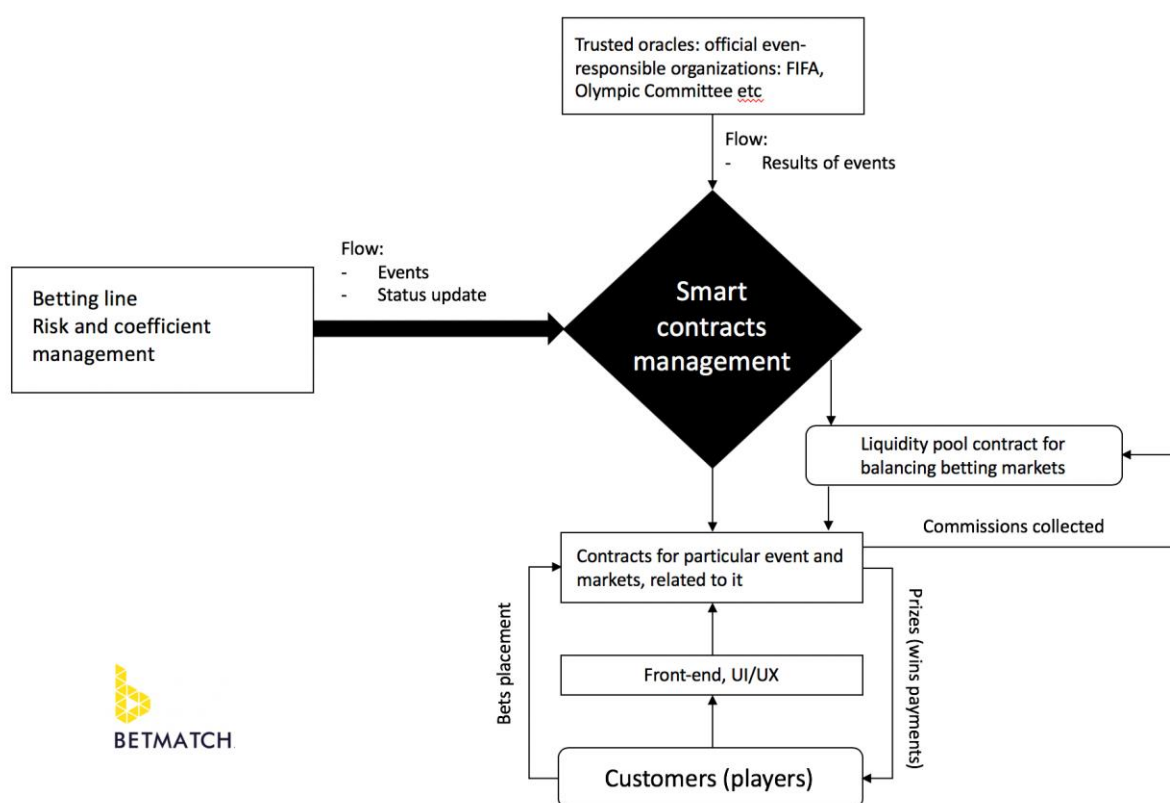 Trusted oracles: official even-
responsible organizations: FIFA,
Olympic Committee etc
Flow:
- Results of events
Flow:
- Events
- Status update
Betting line
Risk and coefficient
management
Smart
contracts
management
Liquidity pool contract for
balancing betting markets
Commissions collected
Contracts for particular event and
markets, related to it
Bets placement
Prizes (wins payments)
Front-end, UI/UX
Customers (players)
BETMATCH